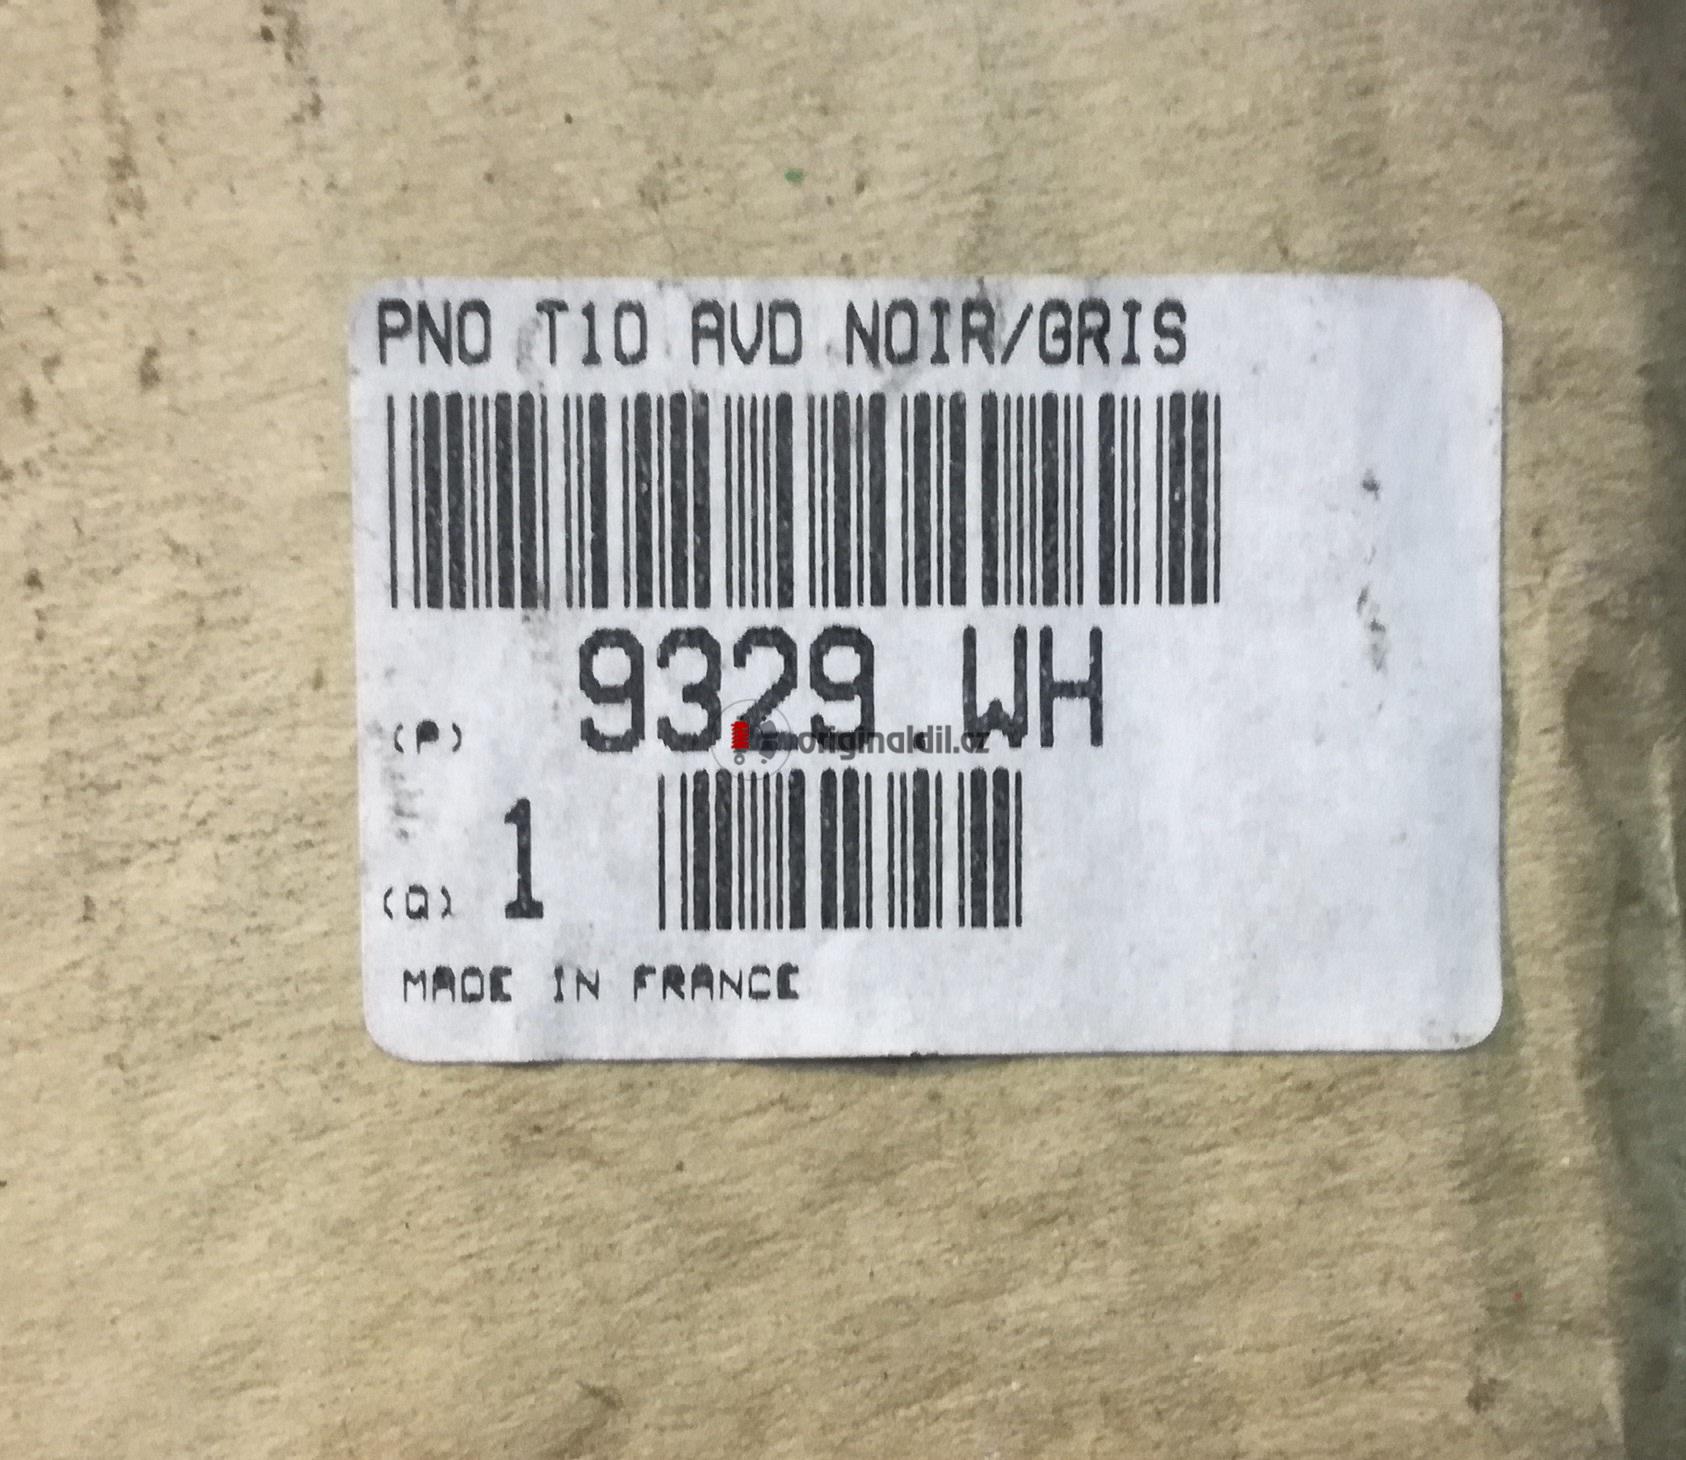 PNO T10 AVD NOIR/GRIS
(P) 9329 WH
originaldil.cz
(Q) 1
MADE IN FRANCE